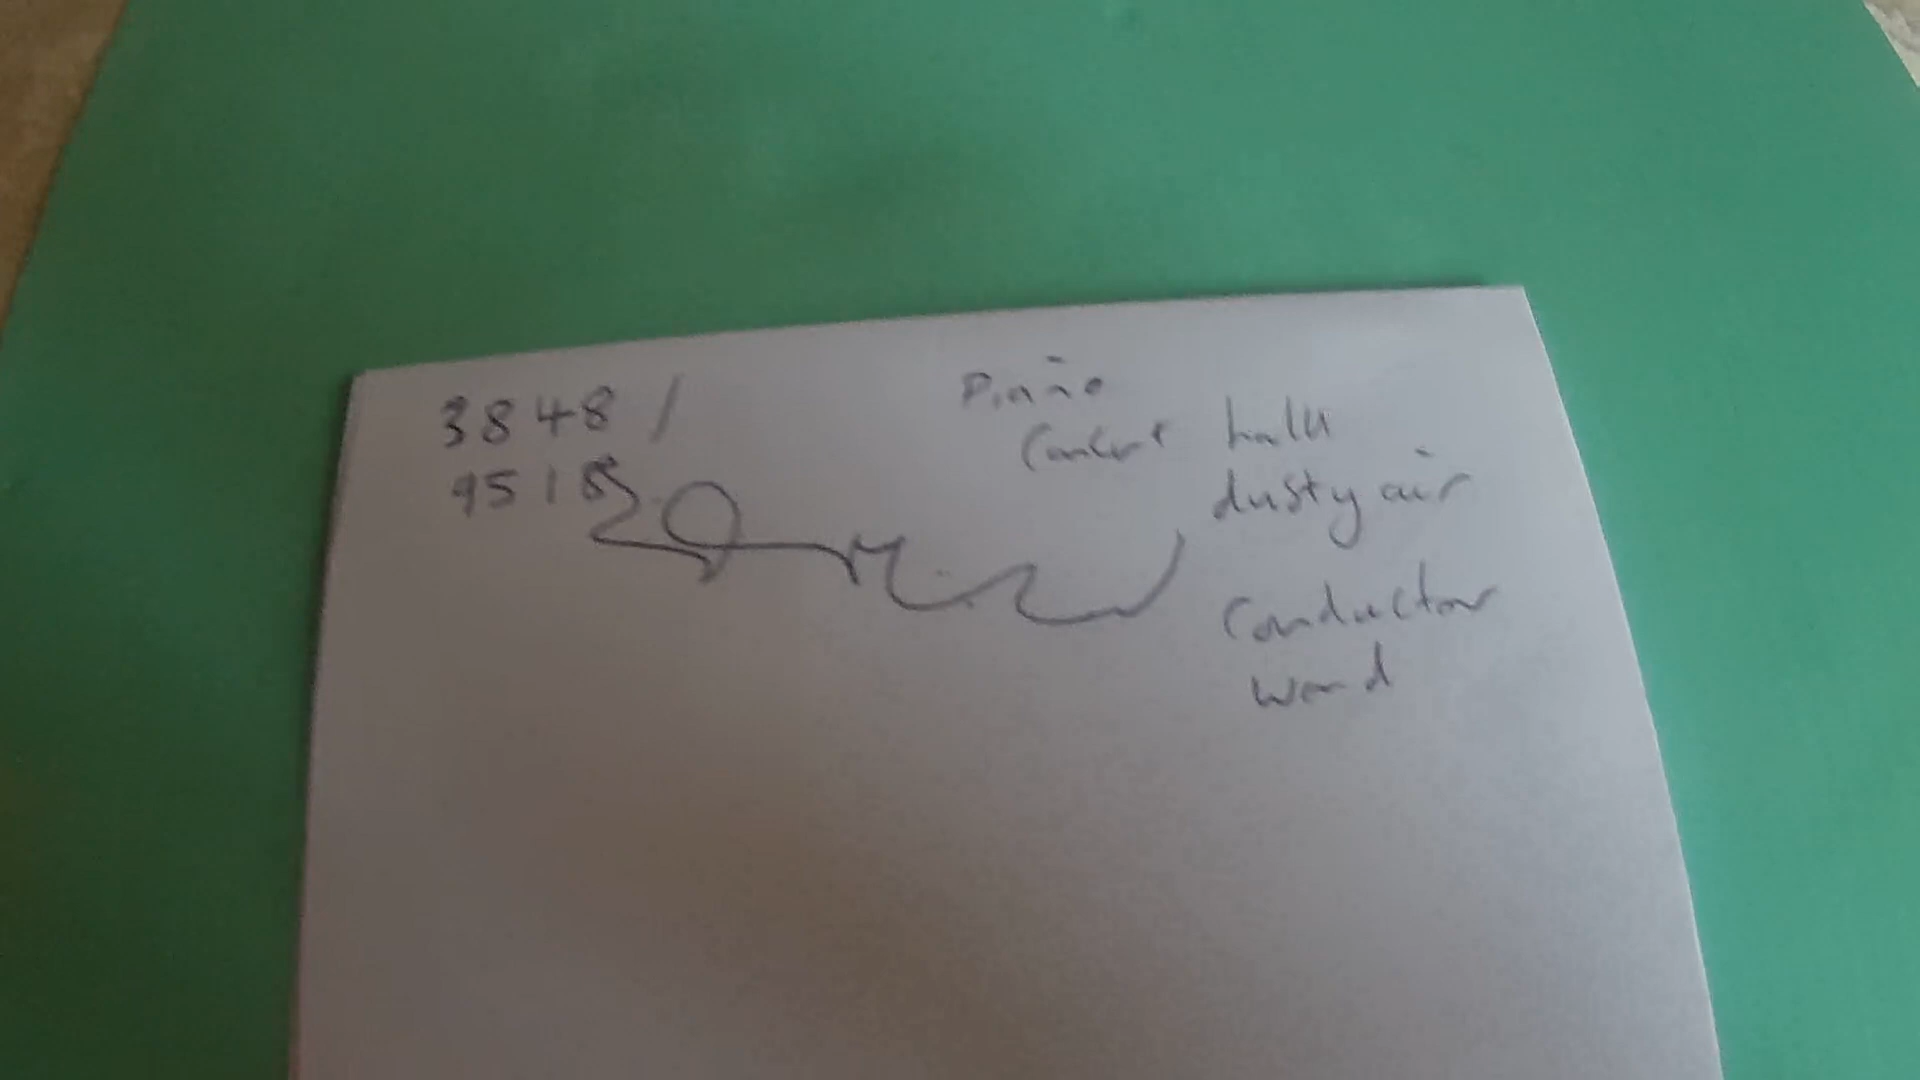 3848/
9518
Piano
Concert hall
dusty air
Conductor
wand